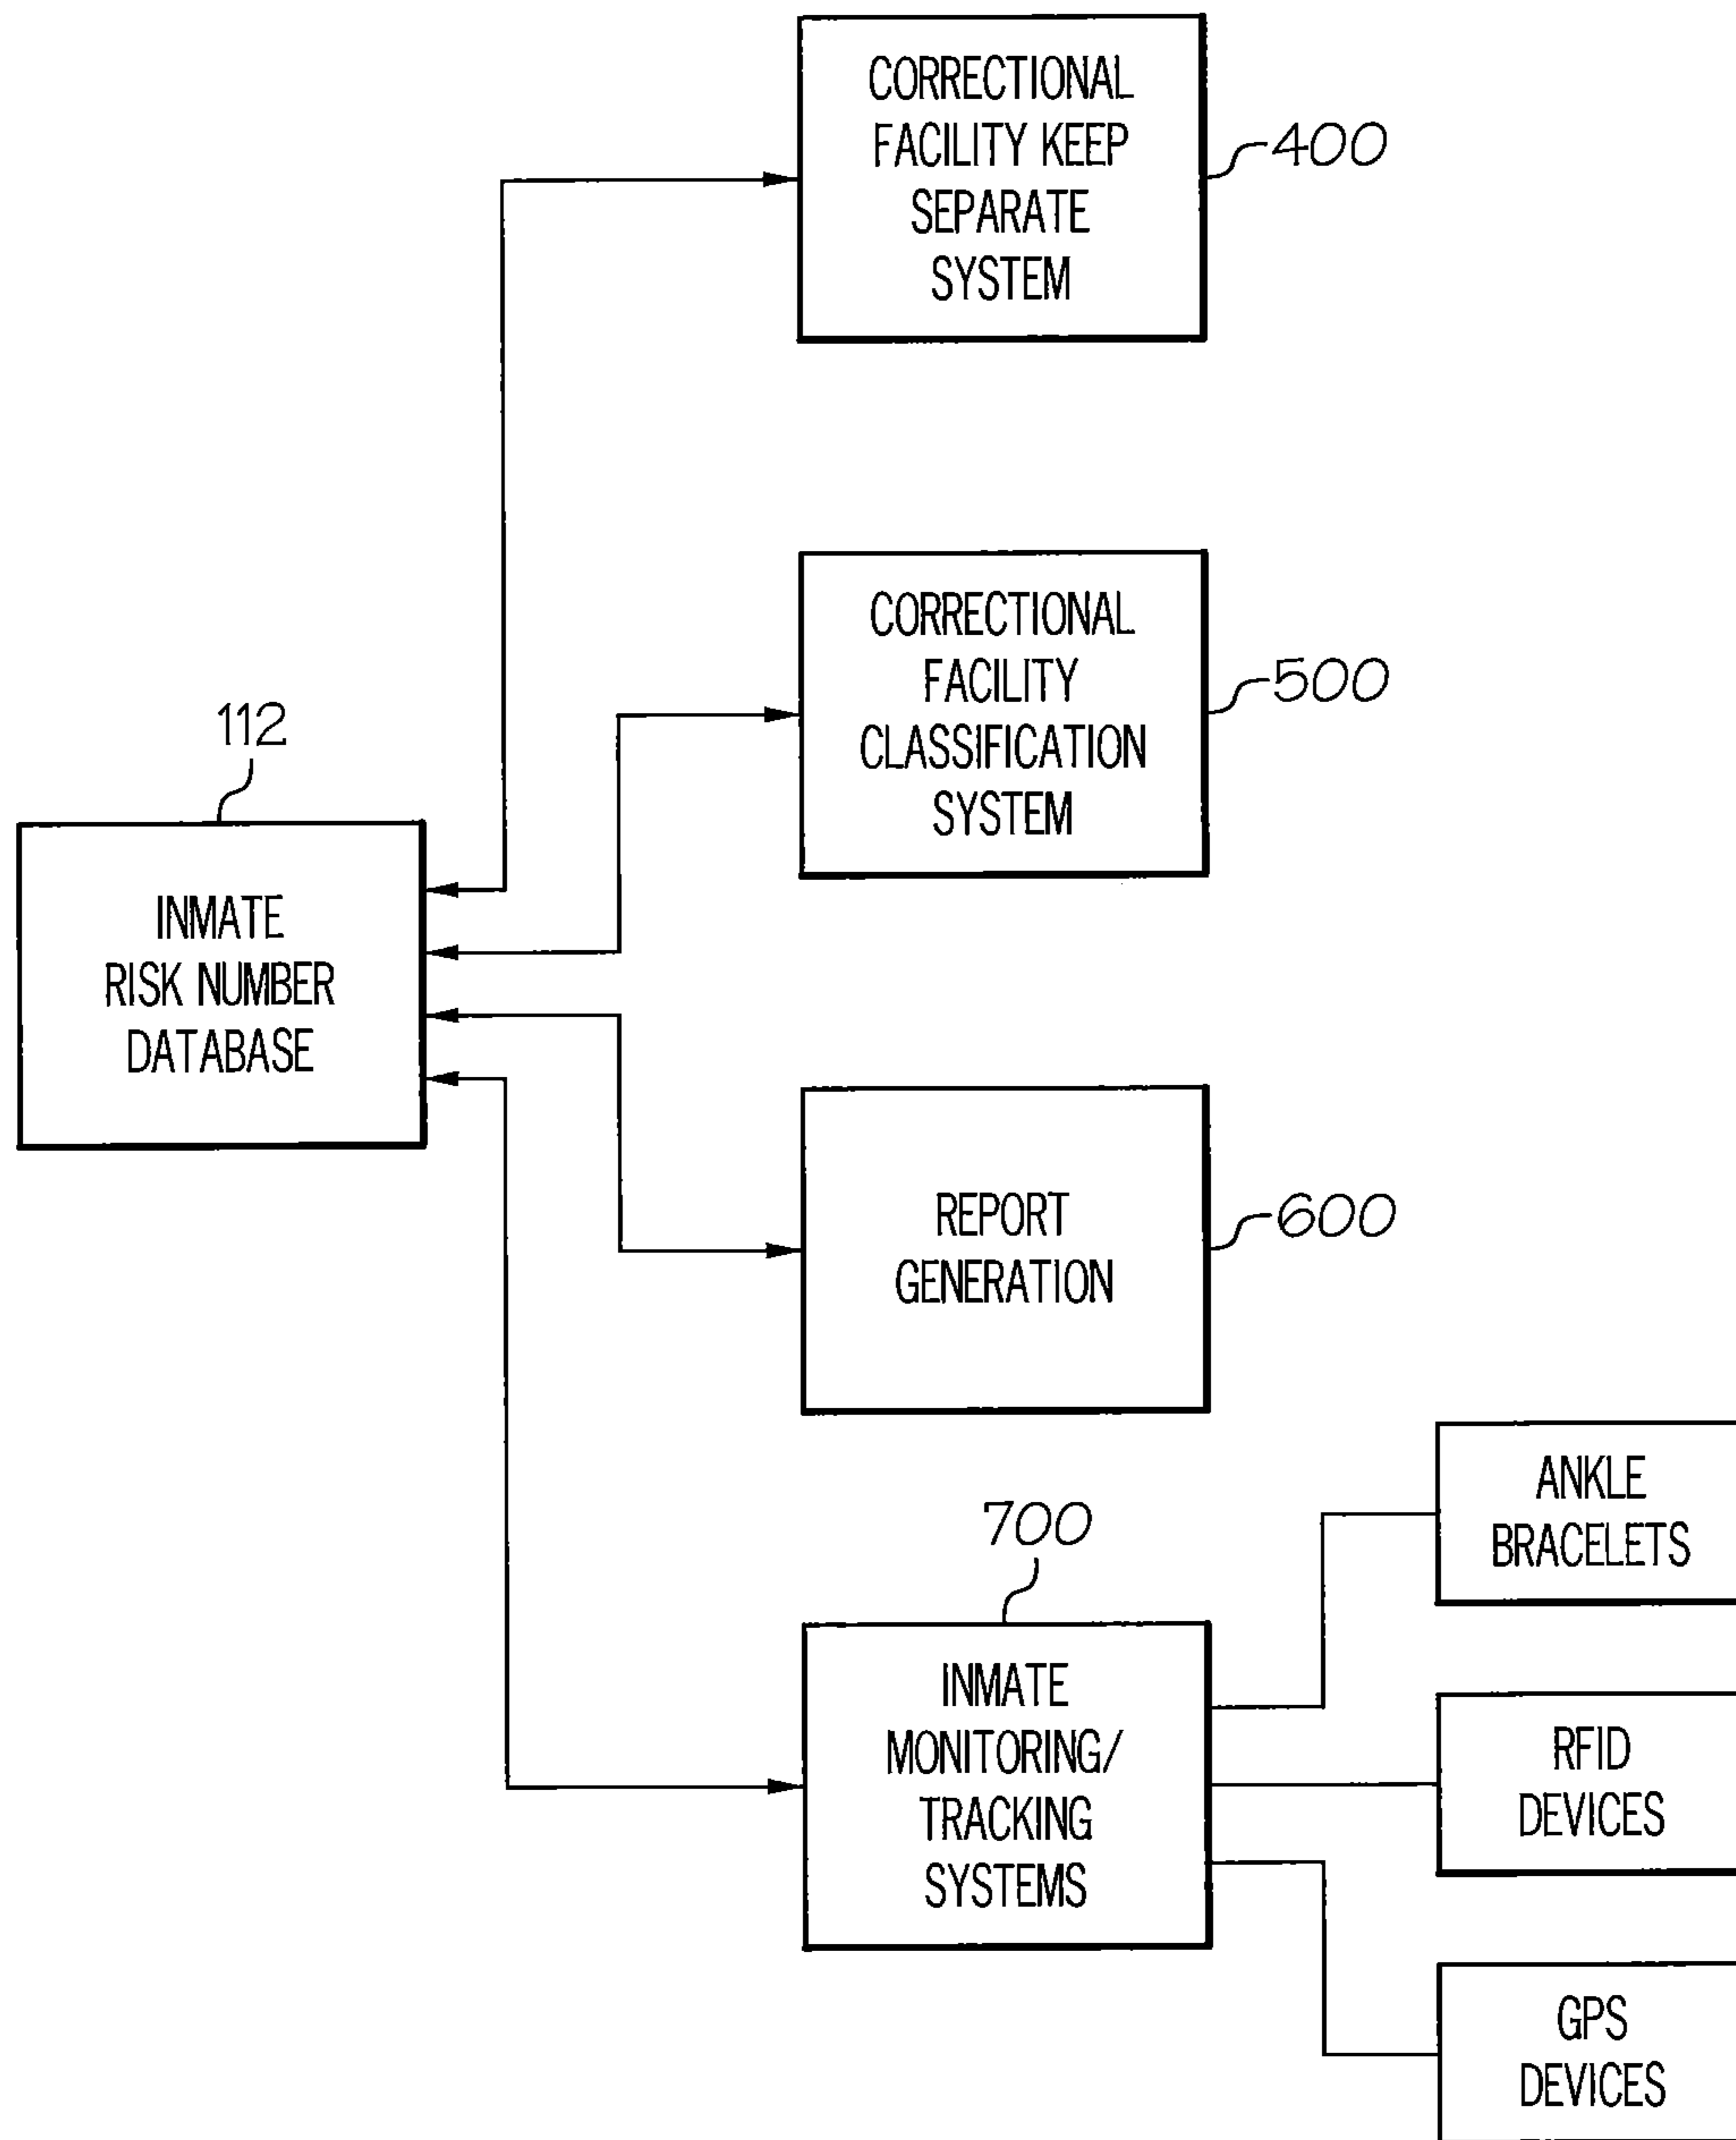 CORRECTIONAL
FACILITY KEEP
SEPARATE
SYSTEM
400
CORRECTIONAL
FACILITY
CLASSIFICATION
SYSTEM
500
112
INMATE
RISK NUMBER
DATABASE
REPORT
GENERATION
600
700
INMATE
MONITORING/
TRACKING
SYSTEMS
ANKLE
BRACELETS
RFID
DEVICES
GPS
DEVICES